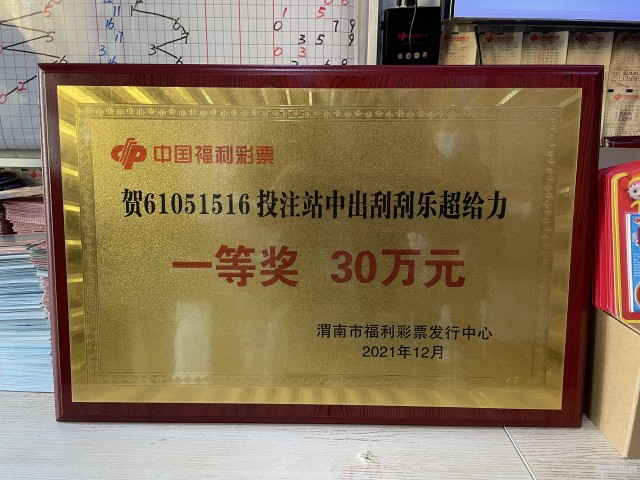 中国福利彩票
贺61051516投注站中出刮刮乐超给力
一等奖 30万元
渭南市福利彩票发行中心
2021年12月